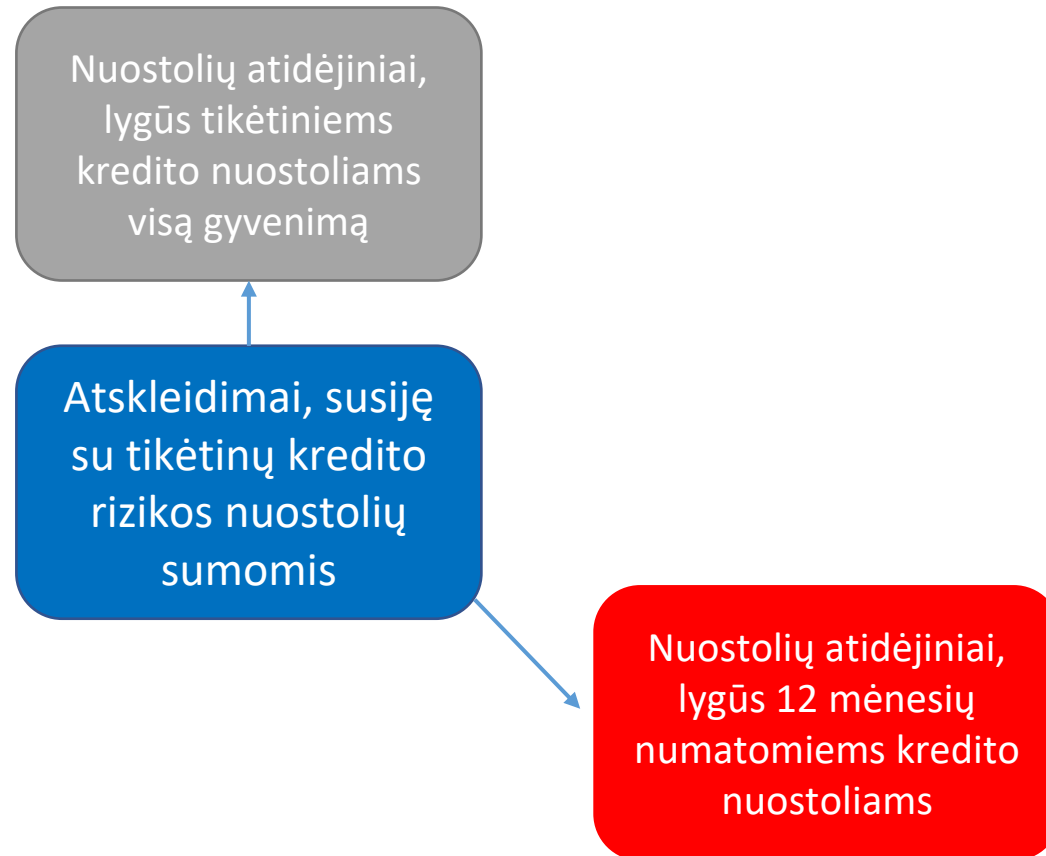 Nuostolių atidėjiniai,
lygūs tikėtiniems
kredito nuostoliams
visą gyvenimą
Atskleidimai, susiję
su tikėtinų kredito
rizikos nuostolių
sumomis
Nuostolių atidėjiniai,
lygūs 12 mėnesių
numatomiems kredito
nuostoliams